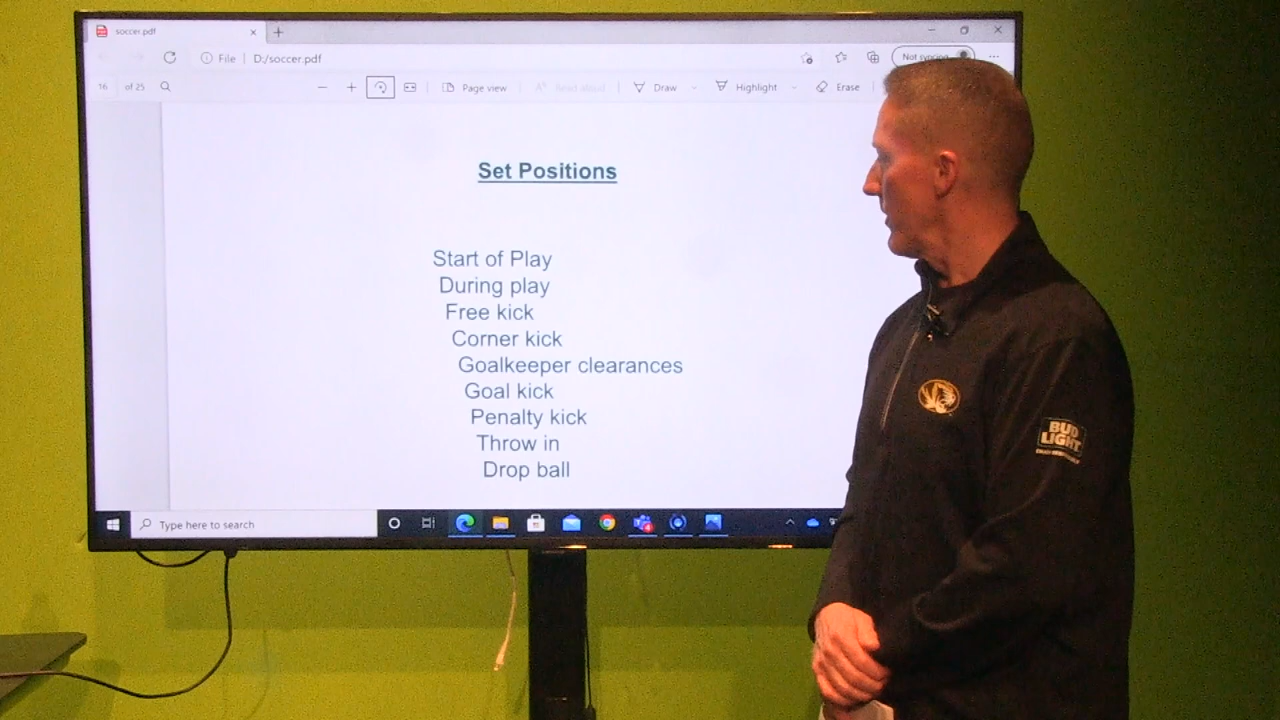 soccer.pdf
File D:/soccer.pdf Not syncing
16 of 25 Page view Read aloud Draw Highlight Erase
Set Positions
Start of Play
During play
Free kick
Corner kick
Goalkeeper clearances
Goal kick
Penalty kick
Throw in
Drop ball
BUD
LIGHT
Type here to search